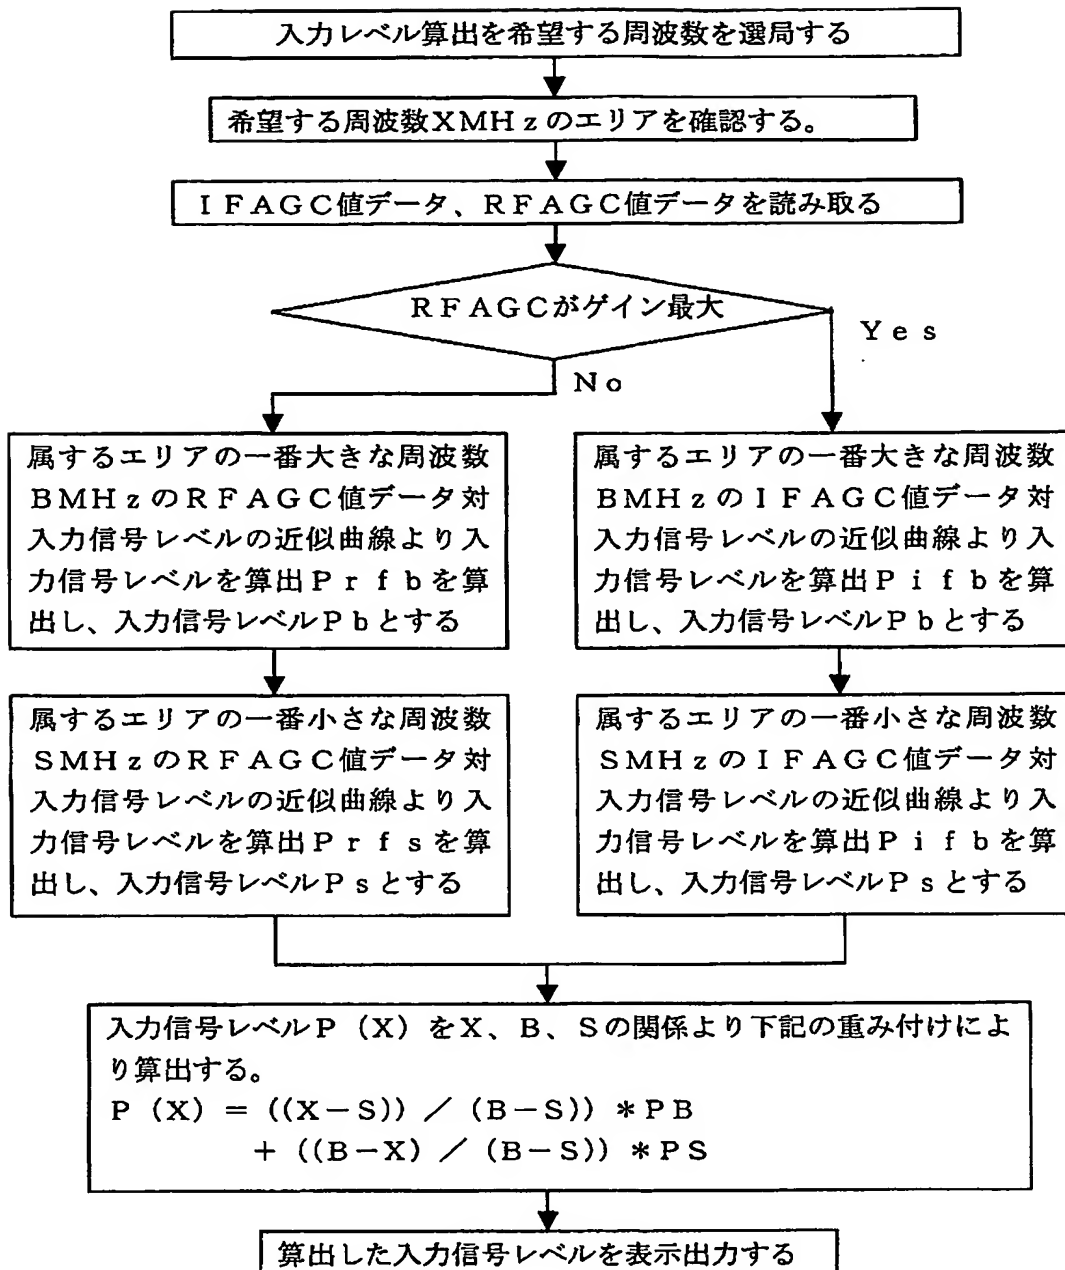 入力レベル算出を希望する周波数を選局する
希望する周波数XMHzのエリアを確認する。
IFAGC値データ、RFAGC値データを読み取る
RFAGCがゲイン最大
Yes
No
属するエリアの一番大きな周波数
BMHzのRFAGC値データ対
入力信号レベルの近似曲線より入
力信号レベルを算出Prfbを算
出し、入力信号レベルPbとする
属するエリアの一番大きな周波数
BMHzのIFAGC値データ対
入力信号レベルの近似曲線より入
力信号レベルを算出Pifbを算
出し、入力信号レベルPbとする
属するエリアの一番小さな周波数
SMHzのRFAGC値データ対
入力信号レベルの近似曲線より入
力信号レベルを算出Prfsを算
出し、入力信号レベルPsとする
属するエリアの一番小さな周波数
SMHzのIFAGC値データ対
入力信号レベルの近似曲線より入
力信号レベルを算出Pifbを算
出し、入力信号レベルPsとする
入力信号レベルP(X)をX、B、Sの関係より下記の重み付けによ
り算出する。
P(X)=((X-S))/(B-S))*PB
+((B-X)/(B-S))*PS
算出した入力信号レベルを表示出力する